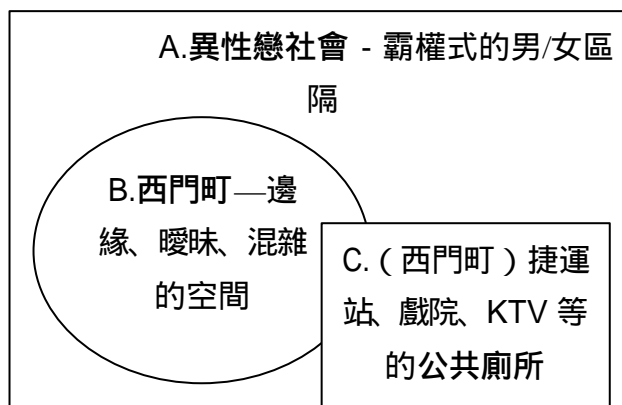 A.異性戀社會 - 霸權式的男/女區
隔
B.西門町—邊
緣、曖昧、混雜
的空間
C.（西門町）捷運
站、戲院、KTV 等
的公共廁所